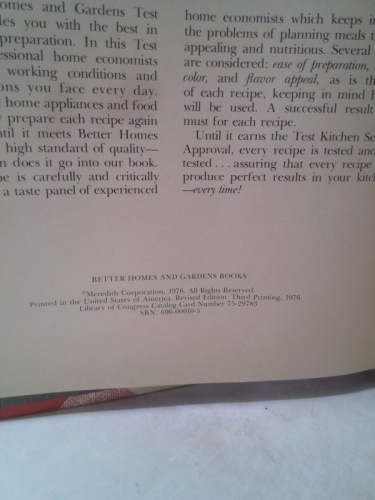 omes and Gardens Test
les you with the best in
preparation. In this Test
essional home economists
working conditions and
ons you face every day.
home appliances and food
prepare each recipe again
ntil it meets Better Homes
high standard of quality—
n does it go into our book.
pe is carefully and critically
a taste panel of experienced
home economists which keeps in
the problems of planning meals t
appealing and nutritious. Several
are considered: ease of preparation,
color, and flavor appeal, as is th
of each recipe, keeping in mind h
will be used. A successful result
must for each recipe.
Until it earns the Test Kitchen Se
Approval, every recipe is tested and
tested . . . assuring that every recipe
produce perfect results in your kitch
—every time!
BETTER HOMES AND GARDENS BOOKS
©Meredith Corporation, 1976. All Rights Reserved.
Printed in the United States of America. Revised Edition. Third Printing, 1976.
Library of Congress Catalog Card Number 75-29783
SBN: 696-00010-5